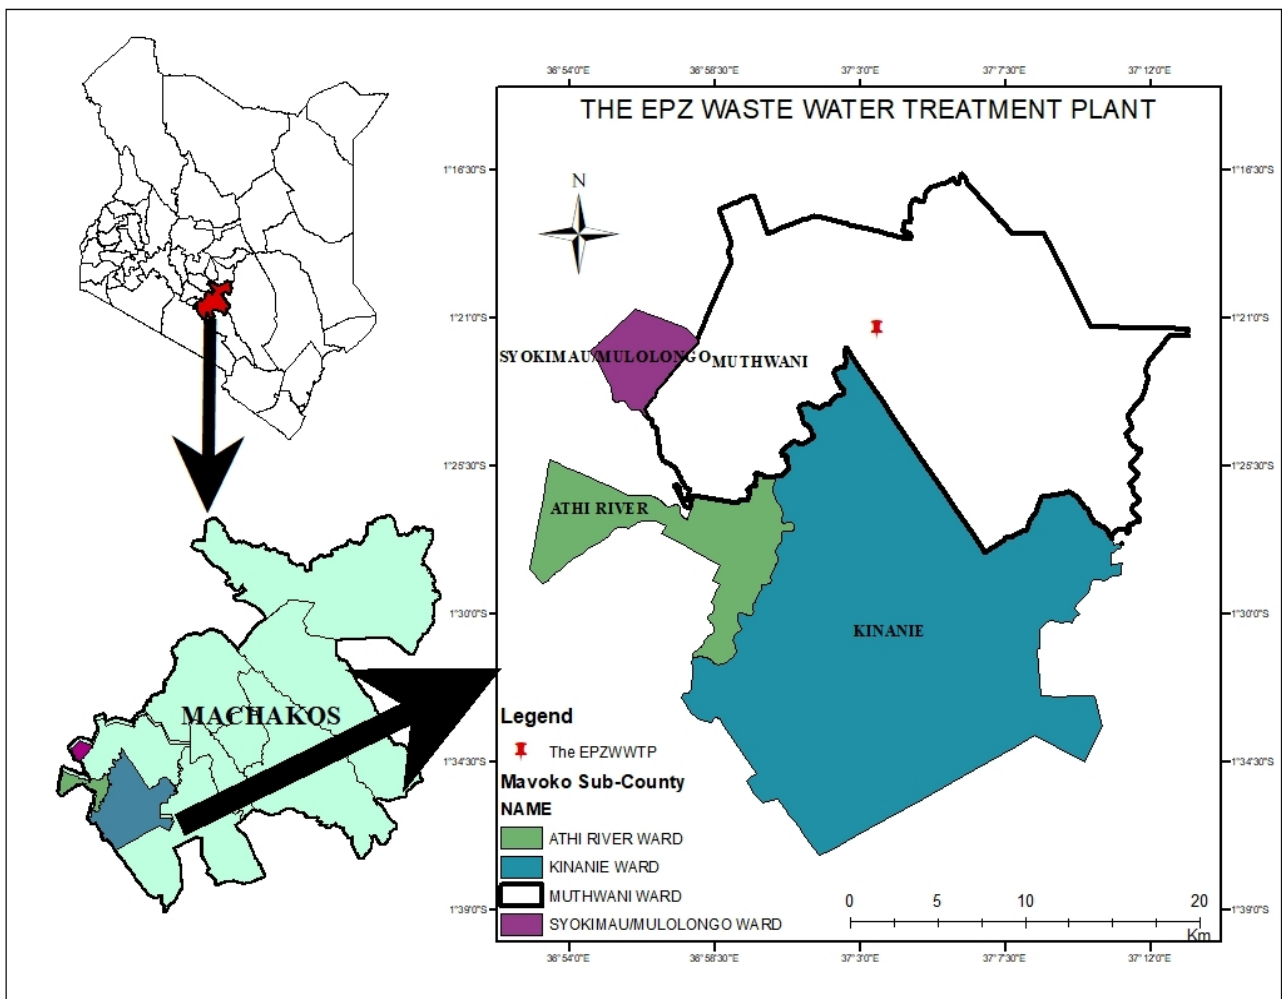 36°54'0"E 36°58'30"E 37°3'0"E 37°7'30"E 37°12'0"E
THE EPZ WASTE WATER TREATMENT PLANT
1°16'30"S 1°16'30"S
N
1°21'0"S 1°21'0"S
SYOKIMAU/MULOLONGO
MUTHWANI
1°25'30"S 1°25'30"S
ATHI RIVER
1°30'0"S 1°30'0"S
KINANIE
MACHAKOS
Legend
The EPZWWTP
1°34'30"S 1°34'30"S
Mavoko Sub-County
NAME
ATHI RIVER WARD
KINANIE WARD
MUTHWANI WARD
SYOKIMAU/MULOLONGO WARD
0 5 10 20
Km
1°39'0"S 1°39'0"S
36°54'0"E 36°58'30"E 37°3'0"E 37°7'30"E 37°12'0"E